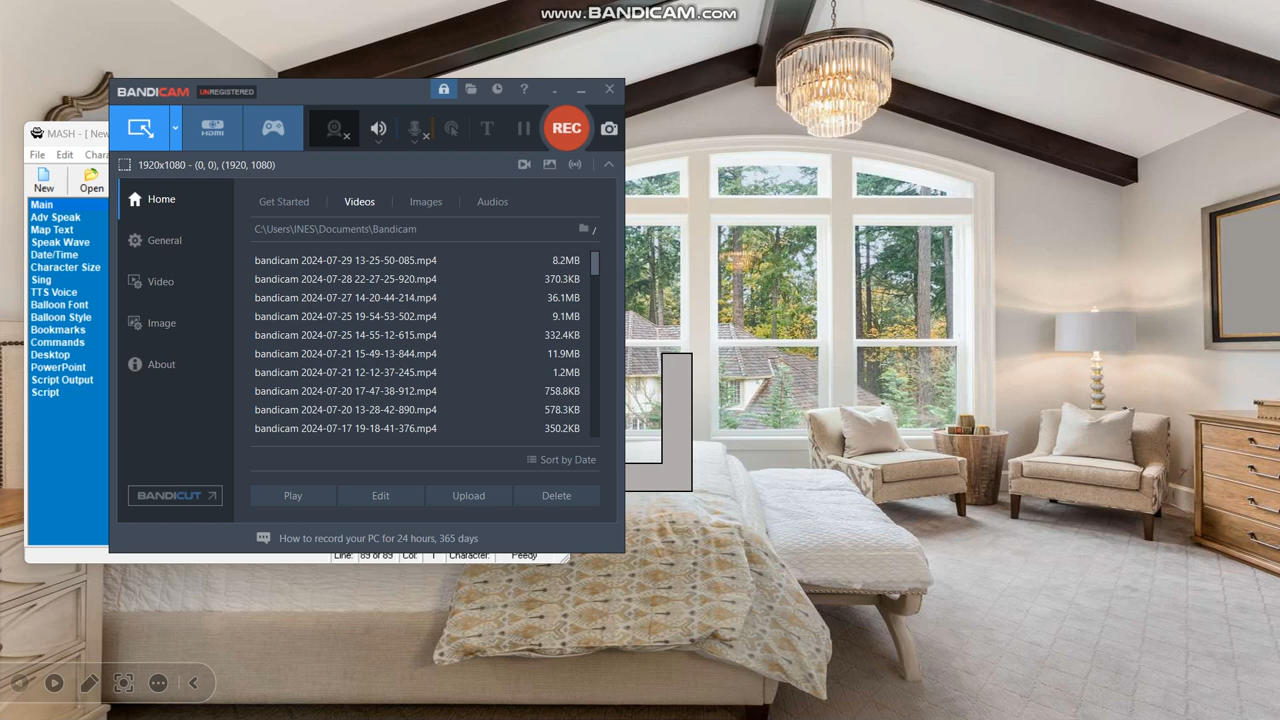 www.BANDICAM.com
BANDICAM UNREGISTERED
MASH - [ New
File Edit Chara
New Open
HDMI
T
REC
1920x1080 - (0, 0), (1920, 1080)
Main
Adv Speak
Map Text
Speak Wave
Date/Time
Character Size
Sing
TTS Voice
Balloon Font
Balloon Style
Bookmarks
Commands
Desktop
PowerPoint
Script Output
Script
Home
General
Video
Image
About
BANDICUT
Get Started Videos Images Audios
C:\Users\INES\Documents\Bandicam
/
bandicam 2024-07-29 13-25-50-085.mp4 8.2MB
bandicam 2024-07-28 22-27-25-920.mp4 370.3KB
bandicam 2024-07-27 14-20-44-214.mp4 36.1MB
bandicam 2024-07-25 19-54-53-502.mp4 9.1MB
bandicam 2024-07-25 14-55-12-615.mp4 332.4KB
bandicam 2024-07-21 15-49-13-844.mp4 11.9MB
bandicam 2024-07-21 12-12-37-245.mp4 1.2MB
bandicam 2024-07-20 17-47-38-912.mp4 758.8KB
bandicam 2024-07-20 13-28-42-890.mp4 578.3KB
bandicam 2024-07-17 19-18-41-376.mp4 350.2KB
Sort by Date
Play Edit Upload Delete
How to record your PC for 24 hours, 365 days
Line: 89 of 89 Col: 1 Character: Peedy